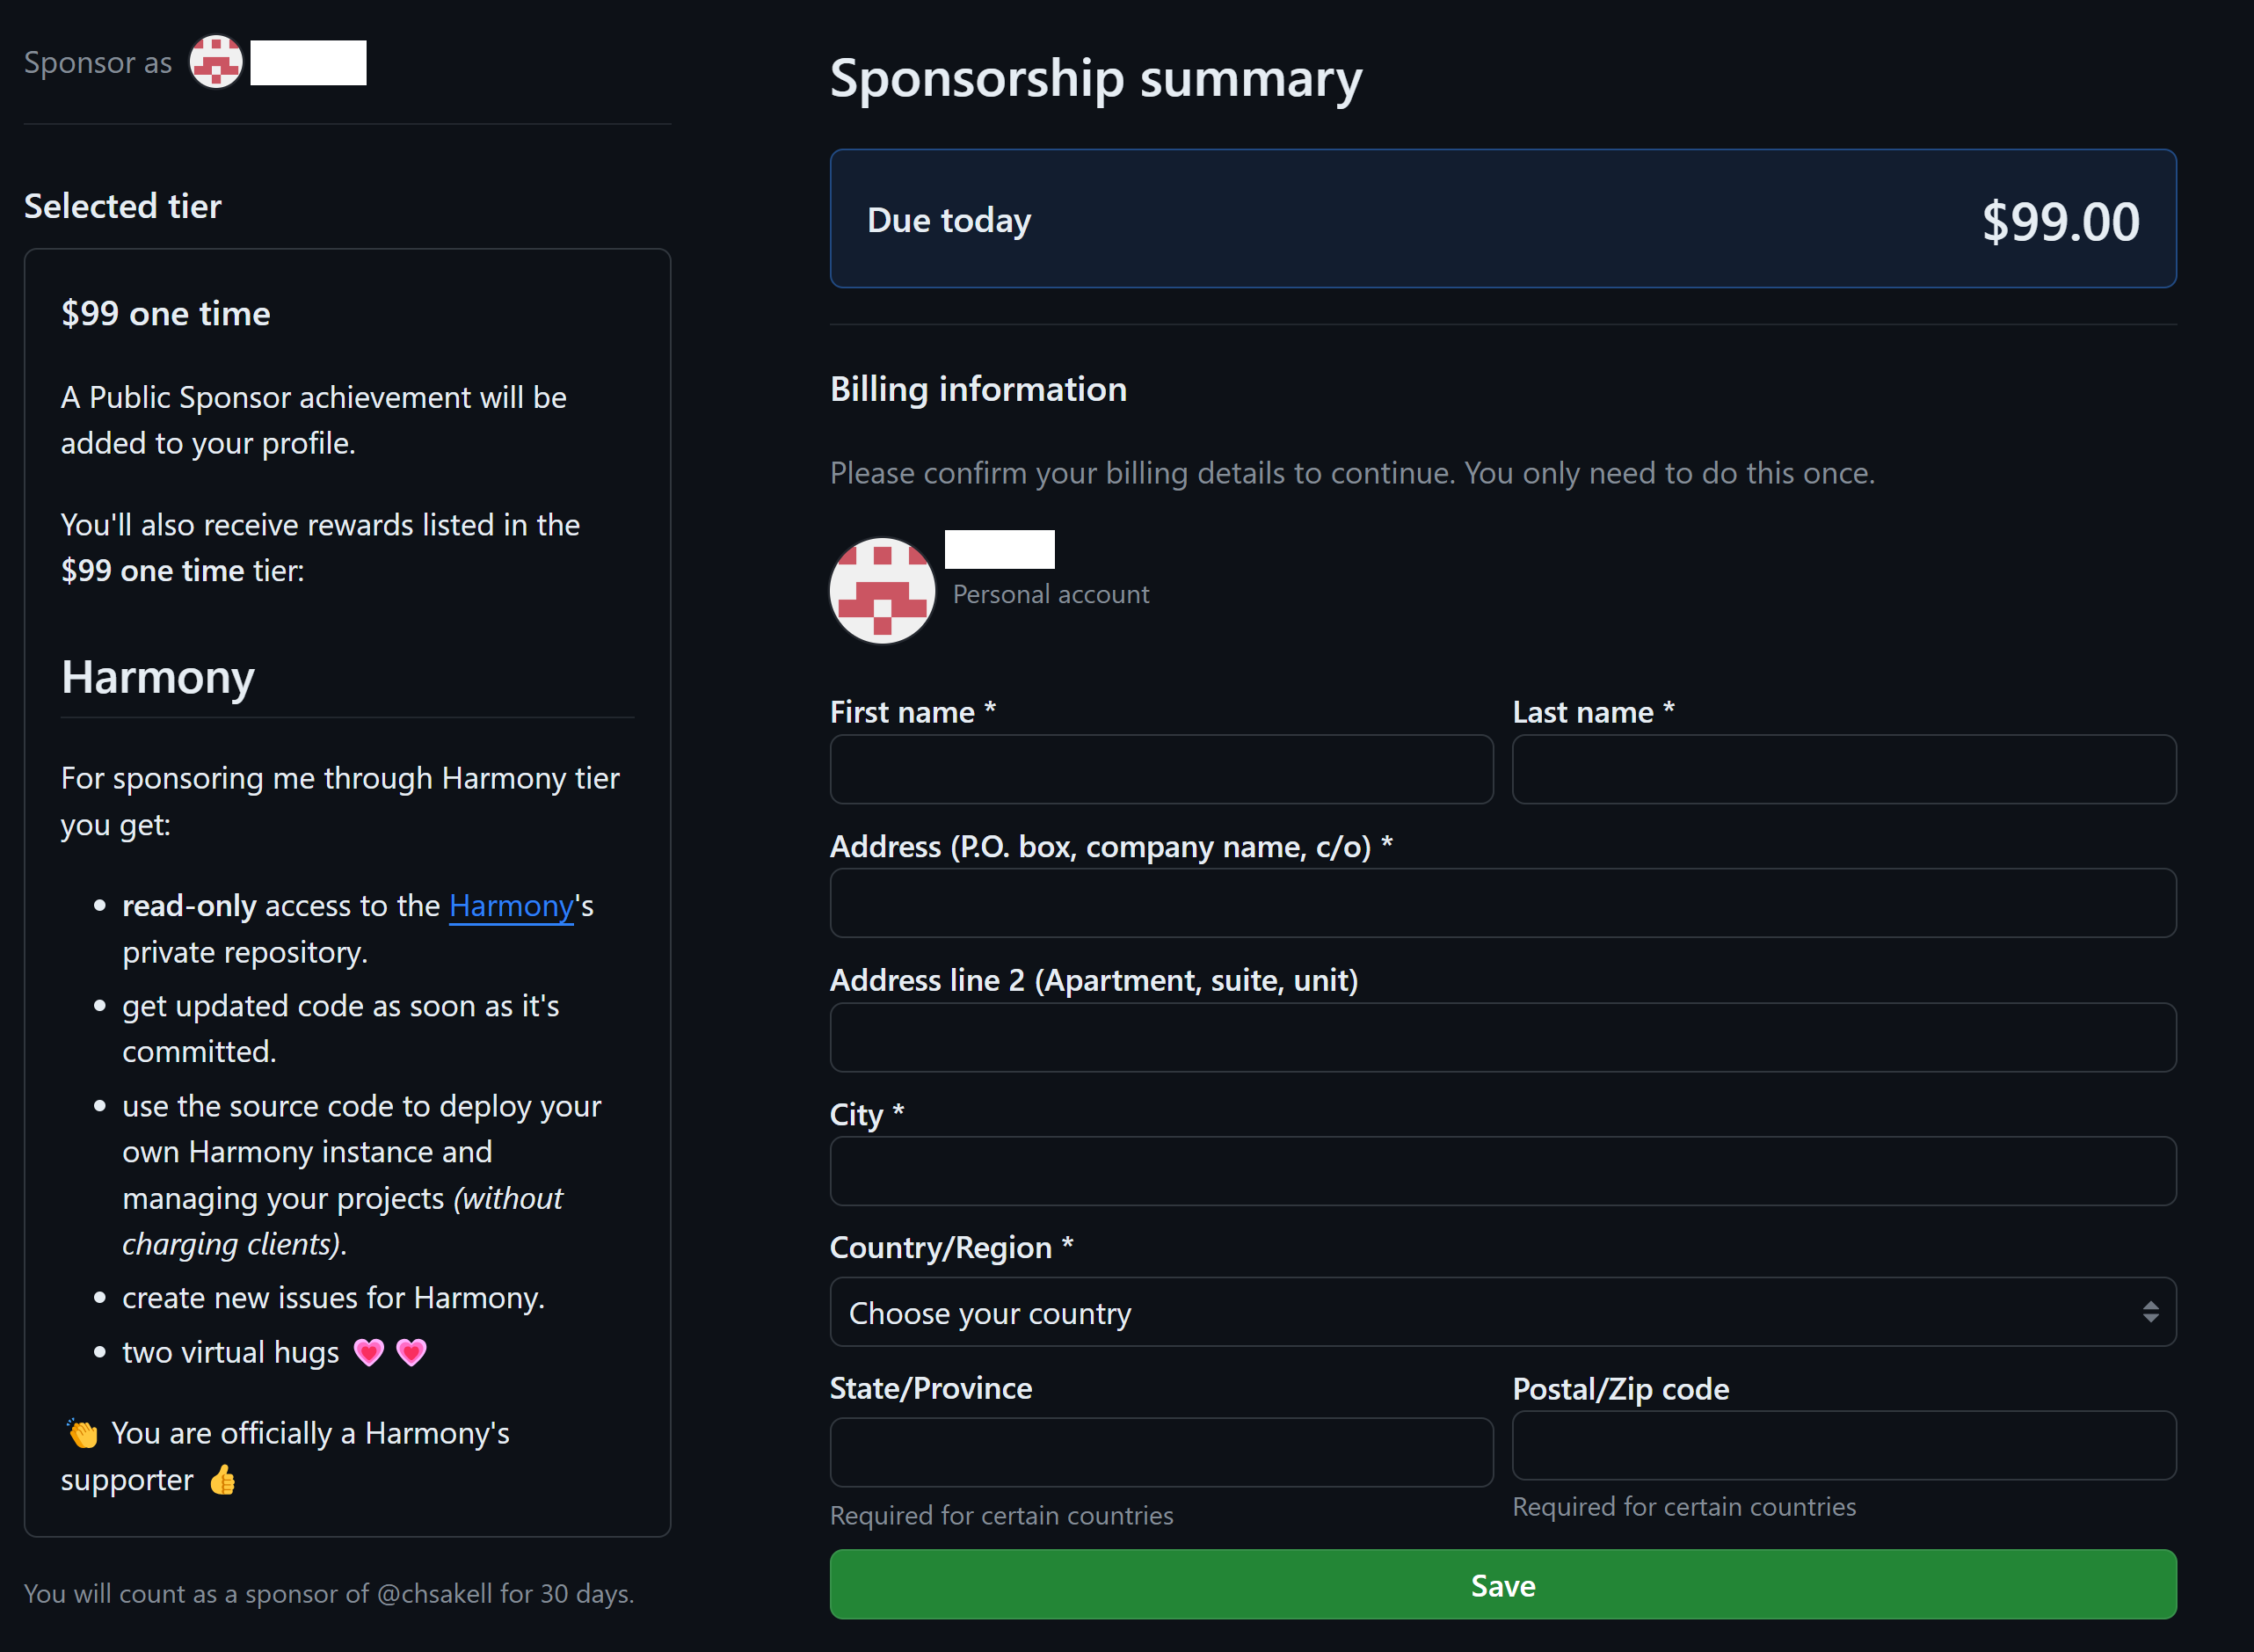 Sponsor as
Selected tier
$99 one time
A Public Sponsor achievement will be
added to your profile.
You'll also receive rewards listed in the
$99 one time tier:
Harmony
For sponsoring me through Harmony tier
you get:
read-only access to the Harmony's
private repository.
get updated code as soon as it's
committed.
use the source code to deploy your
own Harmony instance and
managing your projects (without
charging clients).
create new issues for Harmony.
two virtual hugs 💗 💗
👏 You are officially a Harmony's
supporter 👍
You will count as a sponsor of @chsakell for 30 days.
Sponsorship summary
Due today $99.00
Billing information
Please confirm your billing details to continue. You only need to do this once.
Personal account
First name * Last name *
Address (P.O. box, company name, c/o) *
Address line 2 (Apartment, suite, unit)
City *
Country/Region *
Choose your country
State/Province Postal/Zip code
Required for certain countries Required for certain countries
Save